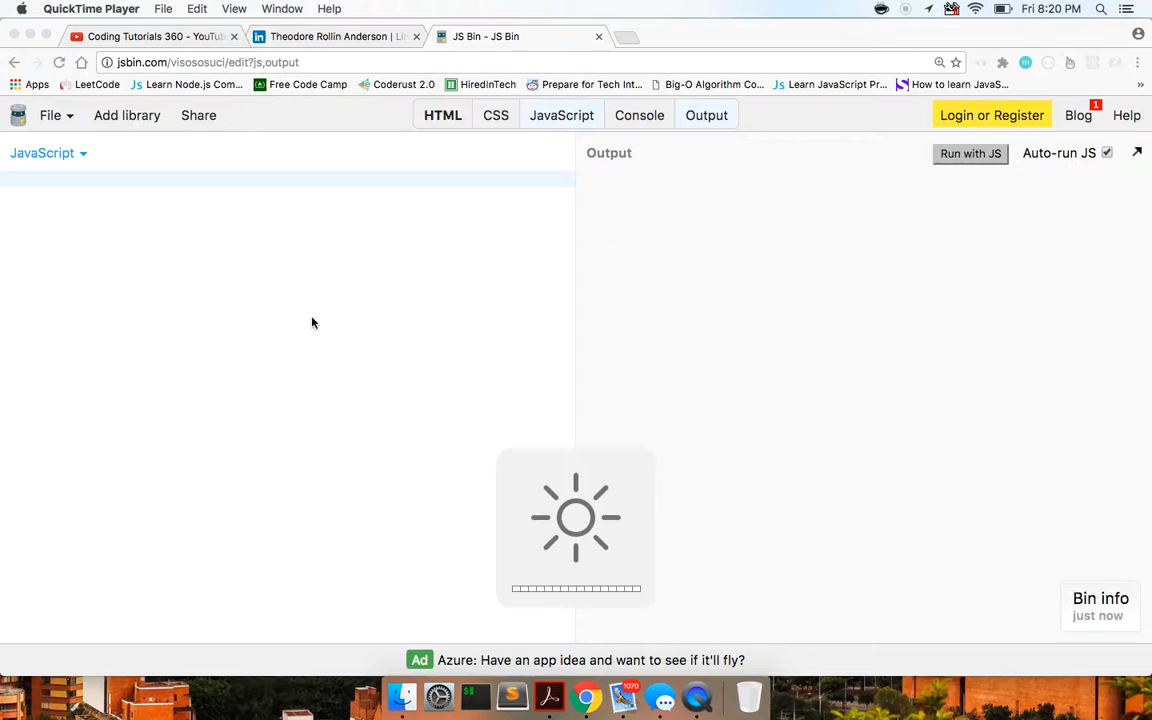 QuickTime Player File Edit View Window Help Fri 8:20 PM
Coding Tutorials 360 - YouTub Theodore Rollin Anderson | Lin JS Bin - JS Bin
jsbin.com/visososuci/edit?js,output
Apps LeetCode Learn Node.js Com... Free Code Camp Coderust 2.0 HiredInTech Prepare for Tech Int... Big-O Algorithm Co... Learn JavaScript Pr... How to learn JavaS... »
File Add library Share HTML CSS JavaScript Console Output Login or Register Blog 1 Help
JavaScript Output Run with JS Auto-run JS
Bin info
just now
Ad Azure: Have an app idea and want to see if it'll fly?
1070